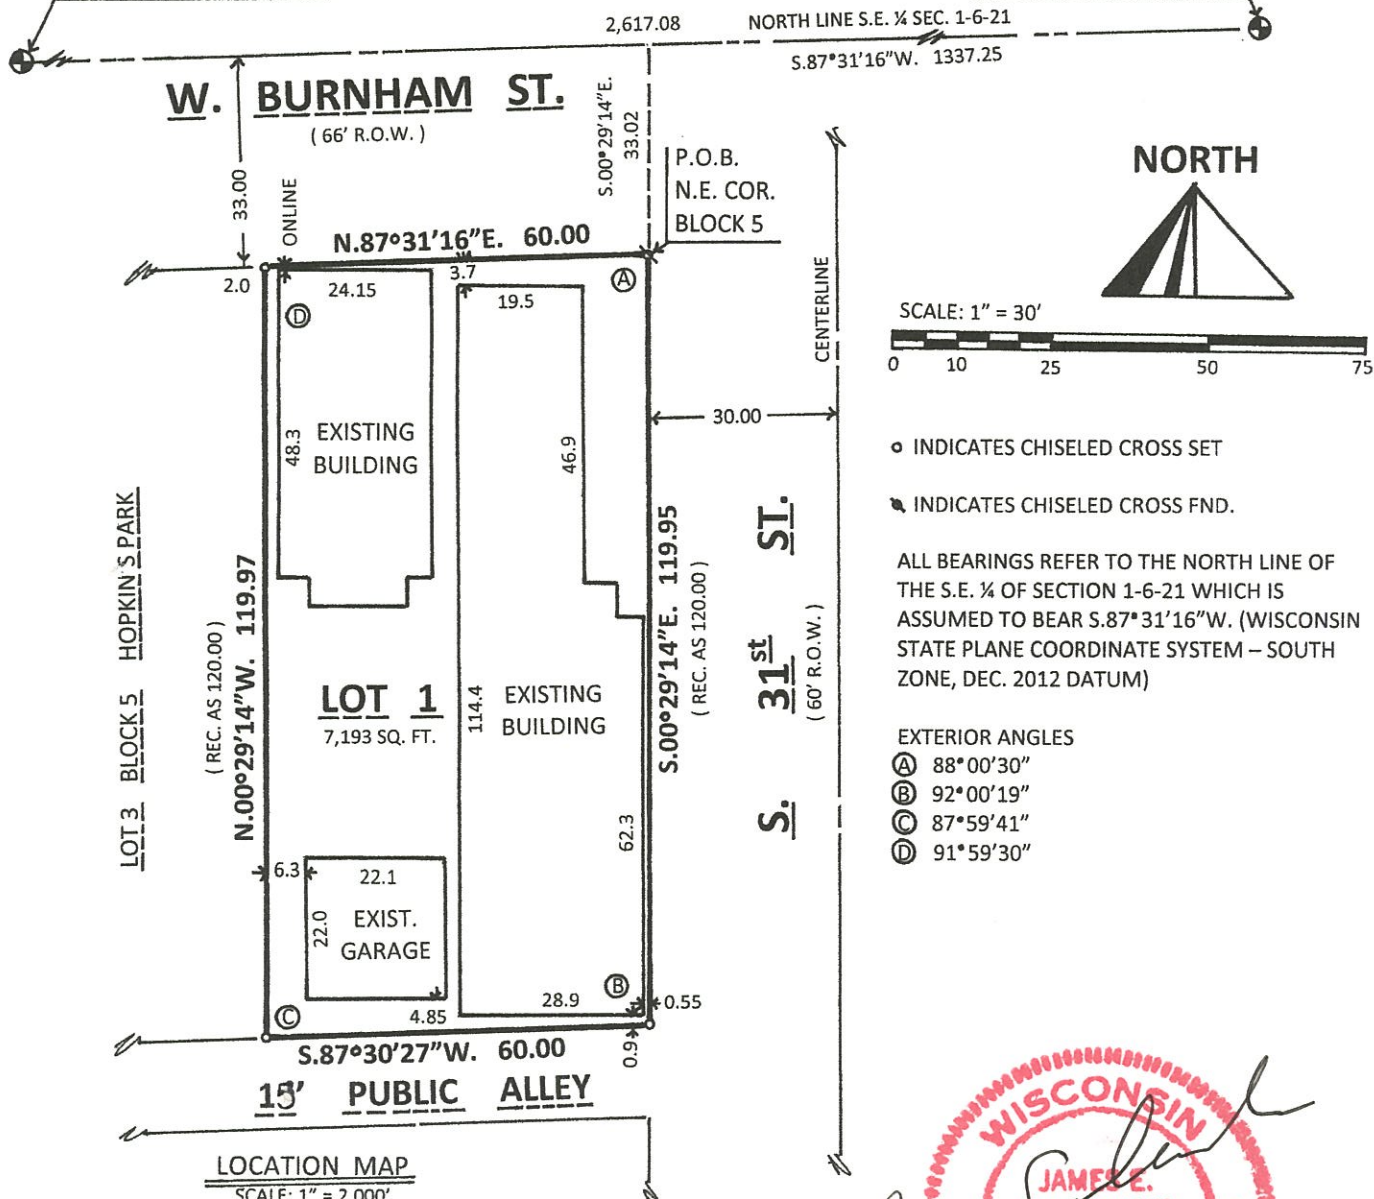 2,617.08
NORTH LINE S.E. ¼ SEC. 1-6-21
S.87°31'16"W. 1337.25
W. BURNHAM ST.
( 66' R.O.W. )
33.00
S.00°29'14"E.
33.02
P.O.B.
N.E. COR.
BLOCK 5
ONLINE
N.87°31'16"E. 60.00
2.0
24.15
3.7
19.5
A
D
NORTH
SCALE: 1" = 30'
0 10 25 50 75
CENTERLINE
30.00
48.3
EXISTING
BUILDING
46.9
INDICATES CHISELED CROSS SET
INDICATES CHISELED CROSS FND.
ALL BEARINGS REFER TO THE NORTH LINE OF
THE S.E. ¼ OF SECTION 1-6-21 WHICH IS
ASSUMED TO BEAR S.87°31'16"W. (WISCONSIN
STATE PLANE COORDINATE SYSTEM – SOUTH
ZONE, DEC. 2012 DATUM)
LOT 3 BLOCK 5 HOPKIN'S PARK
( REC. AS 120.00 )
N.00°29'14"W. 119.97
LOT 1
7,193 SQ. FT.
114.4
EXISTING
BUILDING
S.00°29'14"E. 119.95
( REC. AS 120.00 )
S. 31st ST.
( 60' R.O.W. )
EXTERIOR ANGLES
A 88°00'30"
B 92°00'19"
C 87°59'41"
D 91°59'30"
62.3
6.3
22.1
22.0
EXIST.
GARAGE
B
28.9
0.55
C
4.85
0.9
S.87°30'27"W. 60.00
15' PUBLIC ALLEY
LOCATION MAP
SCALE: 1" = 2,000'
WISCONSIN
JAMES E.